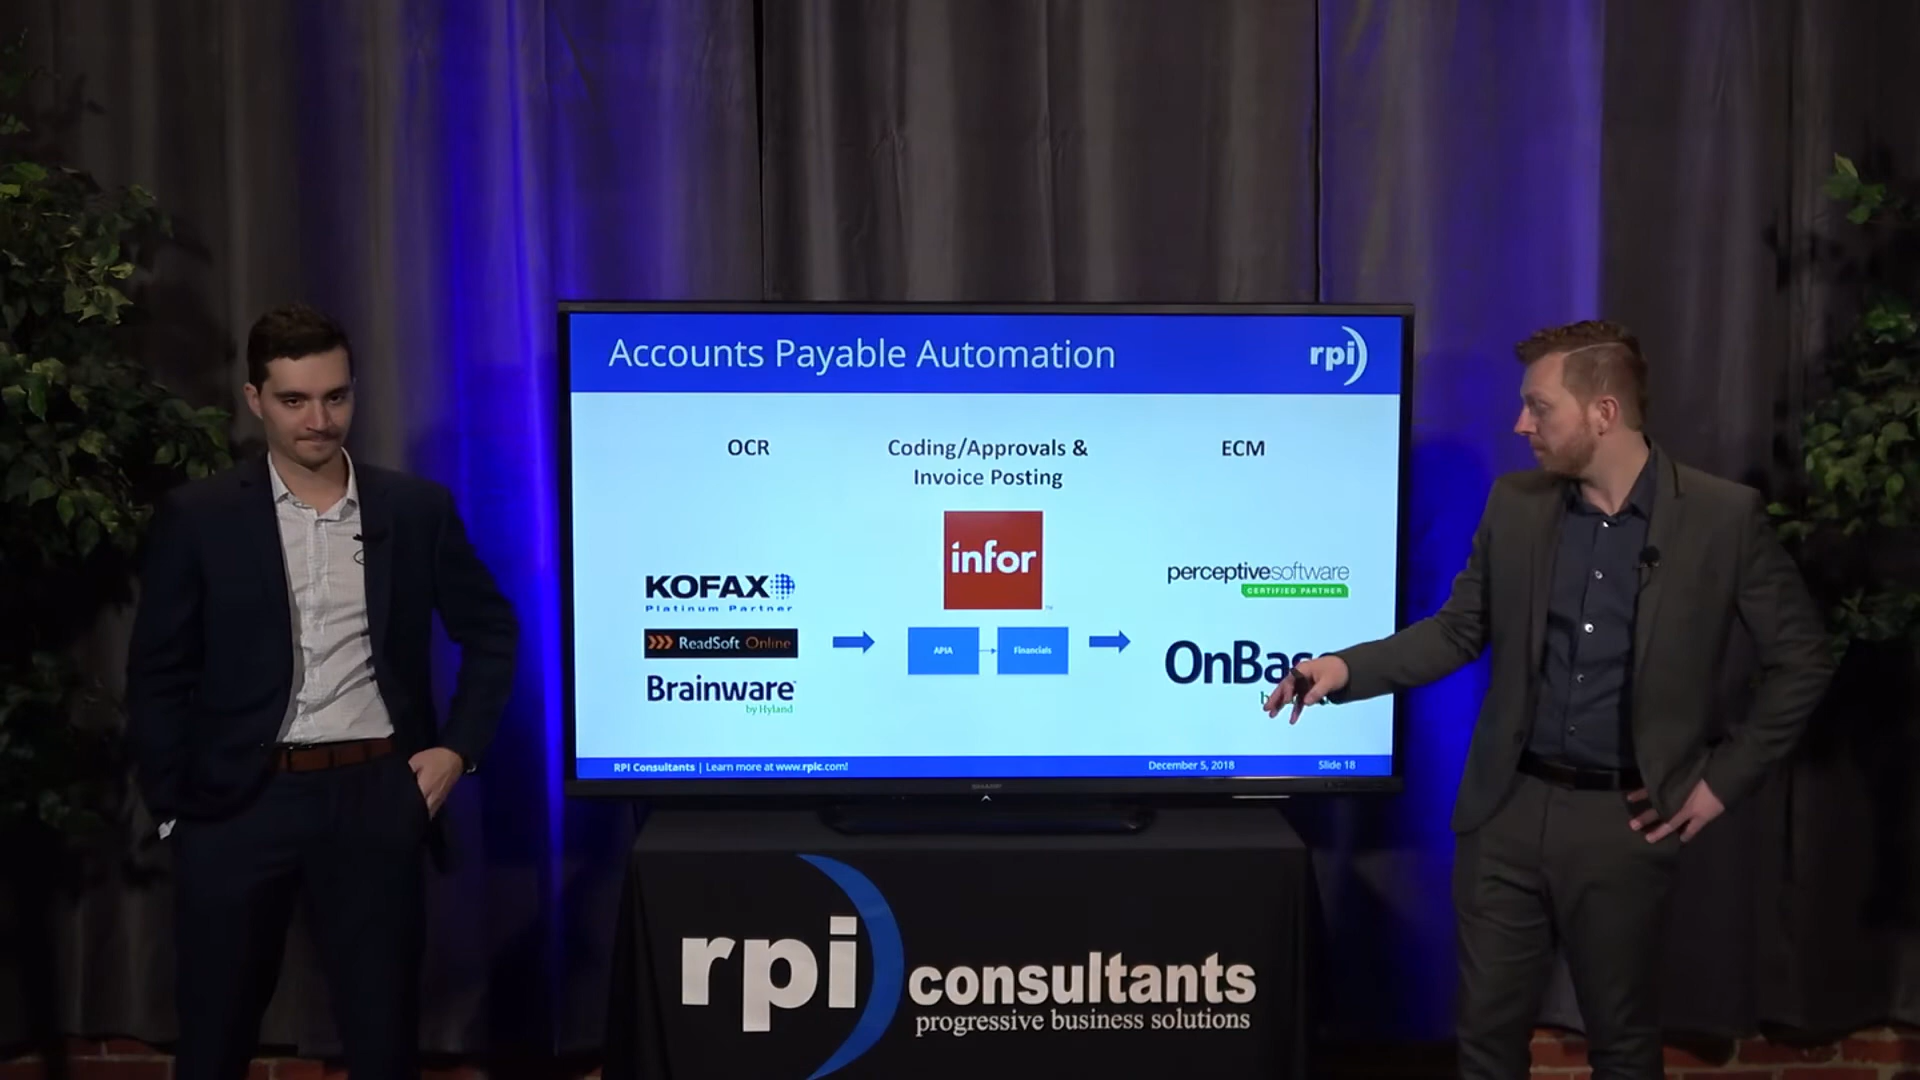 Accounts Payable Automation
rpi
OCR
Coding/Approvals &
Invoice Posting
ECM
infor
KOFAX
Platinum Partner
ReadSoft Online
Brainware
by Hyland
APIA
Financials
perceptivesoftware
CERTIFIED PARTNER
RPI Consultants | Learn more at www.rpic.com!
December 5, 2018
Slide 18
SHARP
rpi consultants
progressive business solutions